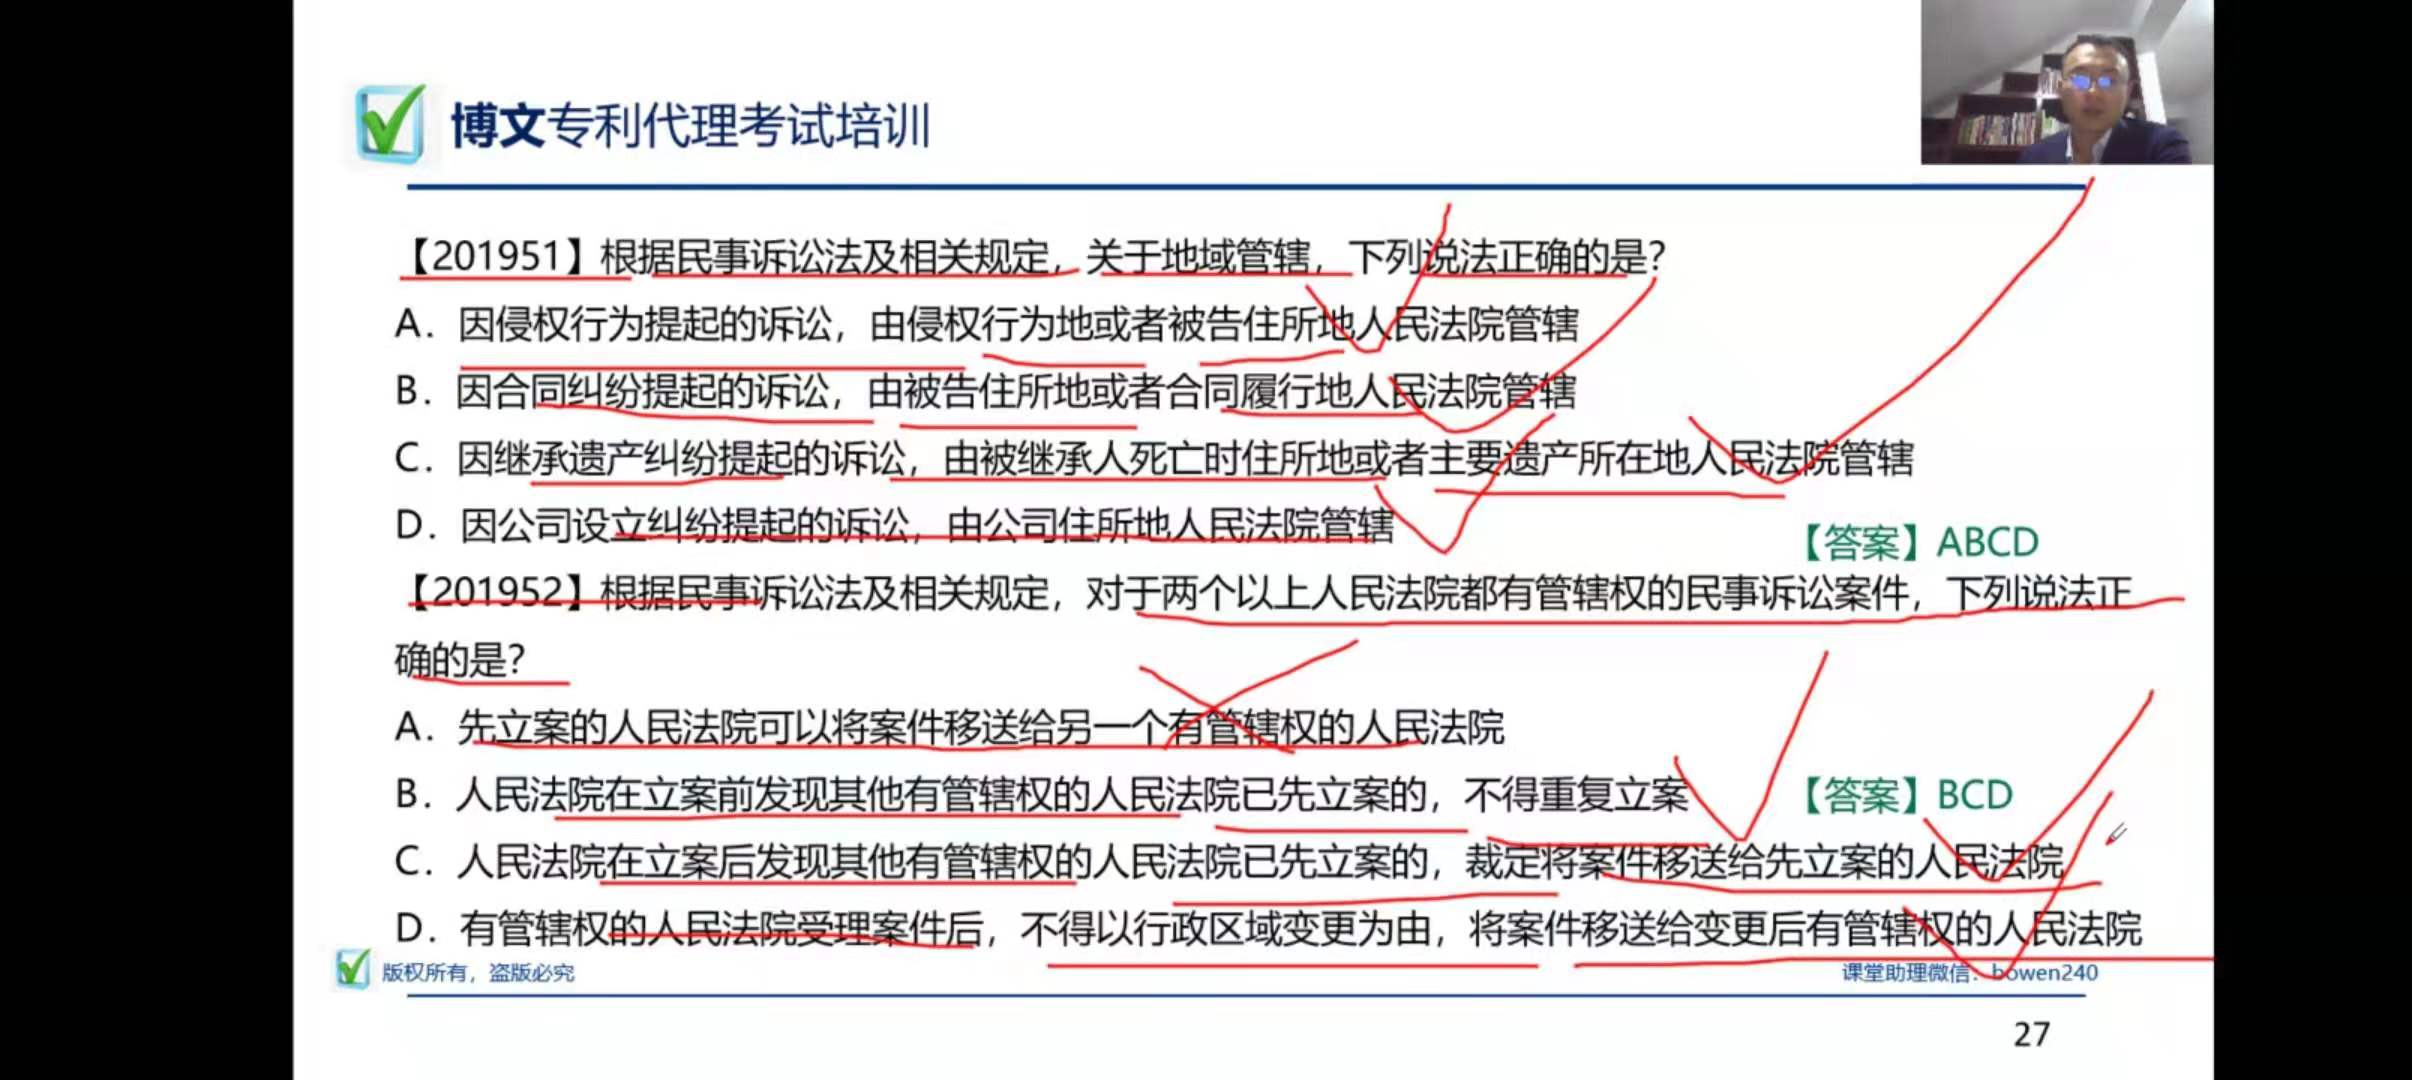 博文专利代理考试培训
【201951】根据民事诉讼法及相关规定，关于地域管辖，下列说法正确的是？
A．因侵权行为提起的诉讼，由侵权行为地或者被告住所地人民法院管辖
B．因合同纠纷提起的诉讼，由被告住所地或者合同履行地人民法院管辖
C．因继承遗产纠纷提起的诉讼，由被继承人死亡时住所地或者主要遗产所在地人民法院管辖
D．因公司设立纠纷提起的诉讼，由公司住所地人民法院管辖
【答案】ABCD
【201952】根据民事诉讼法及相关规定，对于两个以上人民法院都有管辖权的民事诉讼案件，下列说法正
确的是？
A．先立案的人民法院可以将案件移送给另一个有管辖权的人民法院
B．人民法院在立案前发现其他有管辖权的人民法院已先立案的，不得重复立案
【答案】BCD
C．人民法院在立案后发现其他有管辖权的人民法院已先立案的，裁定将案件移送给先立案的人民法院
D．有管辖权的人民法院受理案件后，不得以行政区域变更为由，将案件移送给变更后有管辖权的人民法院
版权所有，盗版必究
课堂助理微信：bowen240
27